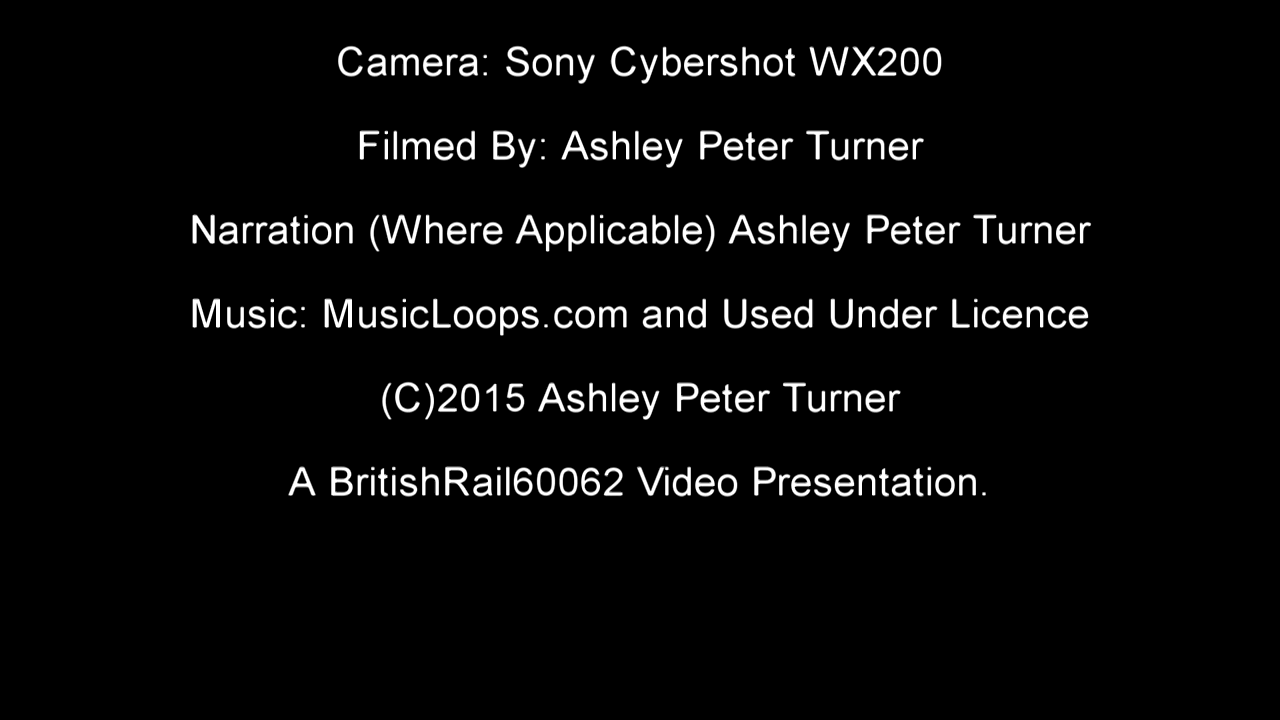 Camera: Sony Cybershot WX200
Filmed By: Ashley Peter Turner
Narration (Where Applicable) Ashley Peter Turner
Music: MusicLoops.com and Used Under Licence
(C)2015 Ashley Peter Turner
A BritishRail60062 Video Presentation.